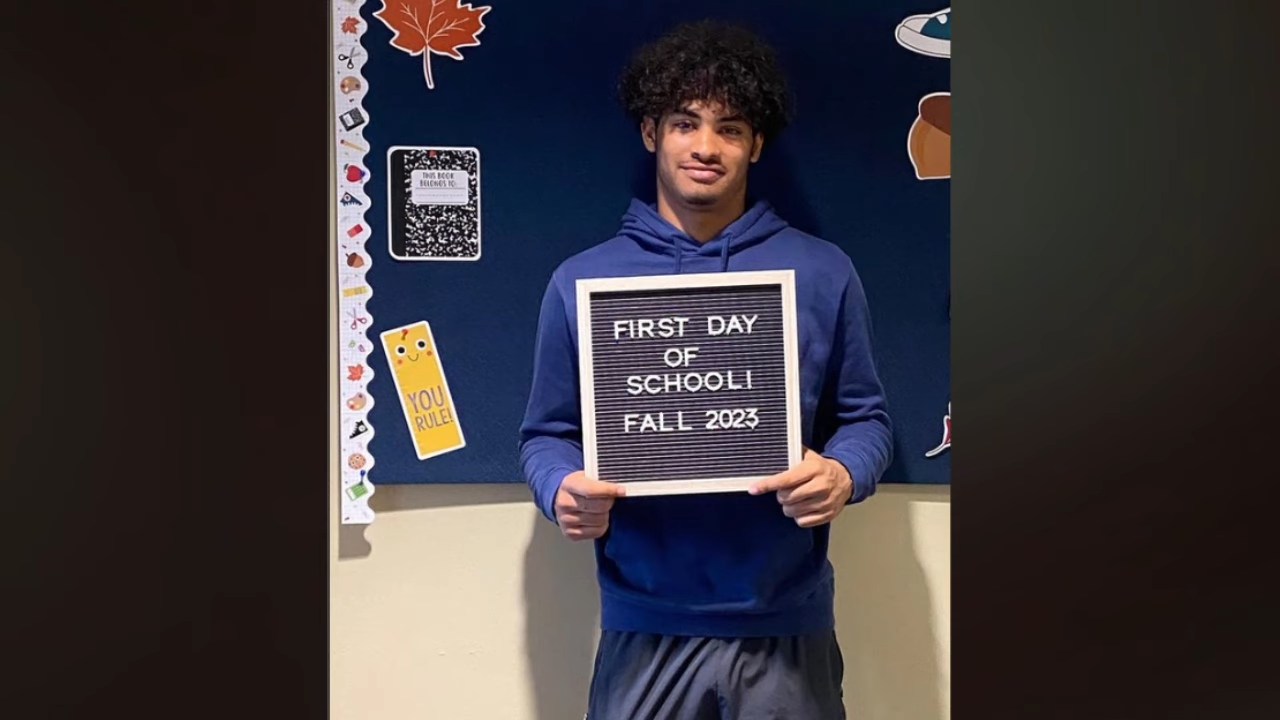 THIS BOOK
BELONGS TO:
YOU
RULE!
FIRST DAY
OF
SCHOOL!
FALL 2023